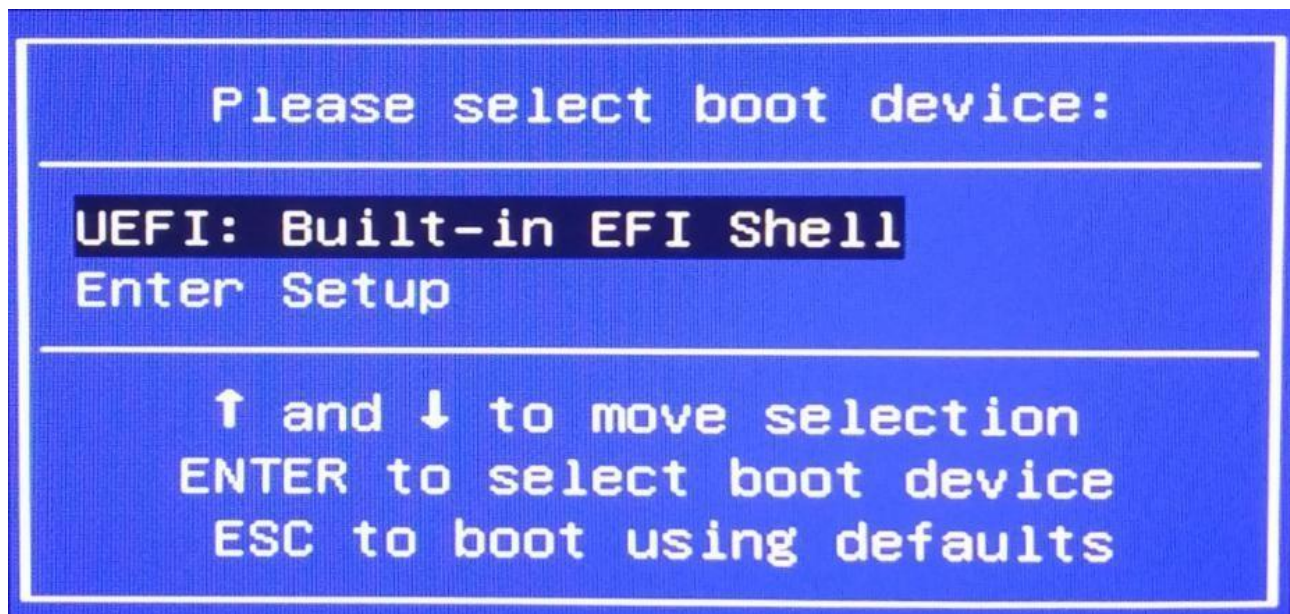 Please select boot device:
UEFI: Built-in EFI Shell
Enter Setup
↑ and ↓ to move selection
ENTER to select boot device
ESC to boot using defaults